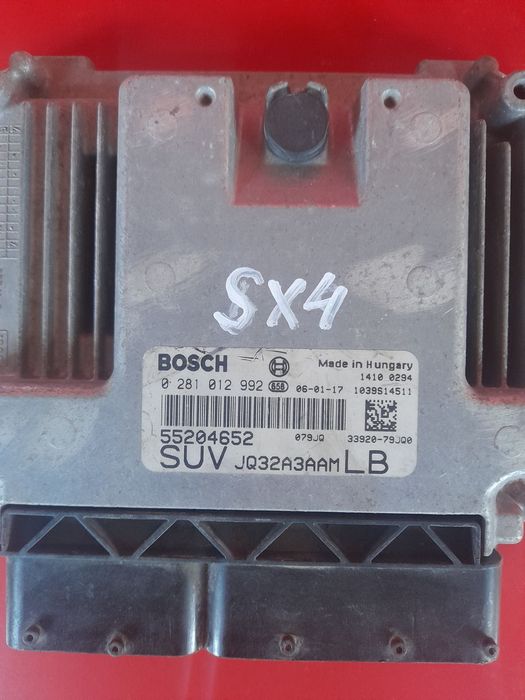 SX4
BOSCH
Made in Hungary
1410 0294
0 281 012 992 858 06-01-17 1039S14511
55204652 079JQ 33920-79JQ0
SUV JQ32A3AAM LB